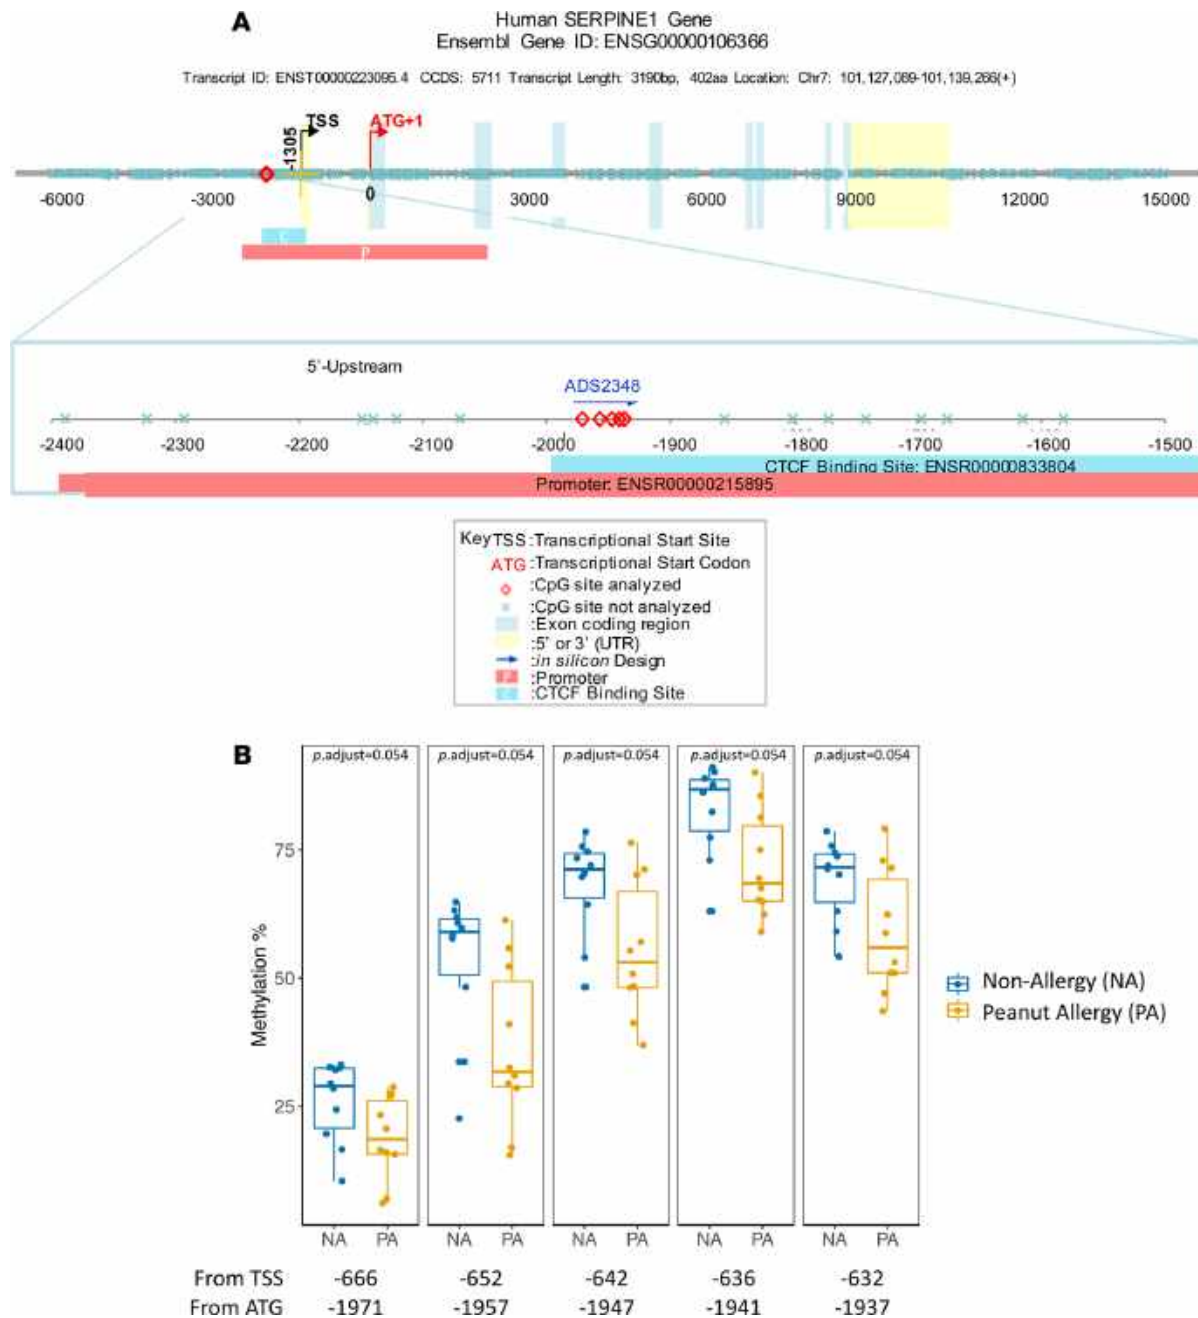 A
Human SERPINE1 Gene
Ensembl Gene ID: ENSG00000106366
Transcript ID: ENST00000223095.4 CCDS: 5711 Transcript Length: 3190bp, 402aa Location: Chr7: 101,127,089-101,139,266(+)
-1305 TSS ATG+1
-6000 -3000 0 3000 6000 9000 12000 15000
P
5'-Upstream
ADS2348
-2400 -2300 -2200 -2100 -2000 -1900 -1800 -1700 -1600 -1500
CTCF Binding Site: ENSR00000833804
Promoter: ENSR00000215895
Key TSS :Transcriptional Start Site
ATG :Transcriptional Start Codon
:CpG site analyzed
:CpG site not analyzed
:Exon coding region
:5' or 3' (UTR)
:in silicon Design
:Promoter
:CTCF Binding Site
B
p.adjust=0.054 p.adjust=0.054 p.adjust=0.054 p.adjust=0.054 p.adjust=0.054
Methylation %
75
50
25
Non-Allergy (NA)
Peanut Allergy (PA)
NA PA NA PA NA PA NA PA NA PA
From TSS -666 -652 -642 -636 -632
From ATG -1971 -1957 -1947 -1941 -1937